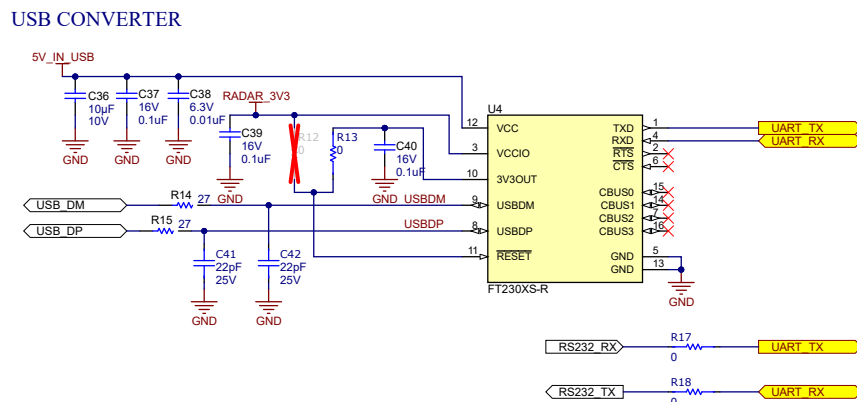 USB CONVERTER
5V_IN_USB
C36
10µF
10V
C37
16V
0.1uF
C38
6.3V
0.01uF
GND
GND
GND
RADAR_3V3
C39
16V
0.1uF
GND
R12
0
R13
0
C40
16V
0.1uF
GND
USB_DM
R14
27
USBDM
USB_DP
R15
27
USBDP
C41
22pF
25V
GND
C42
22pF
25V
GND
U4
12 VCC
3 VCCIO
10 3V3OUT
9 USBDM
8 USBDP
11 RESET
TXD 1
RXD 4
RTS 2
CTS 6
CBUS0 15
CBUS1 14
CBUS2 7
CBUS3 16
GND 5
GND 13
FT230XS-R
GND
UART_TX
UART_RX
RS232_RX
R17
0
UART_TX
RS232_TX
R18
0
UART_RX